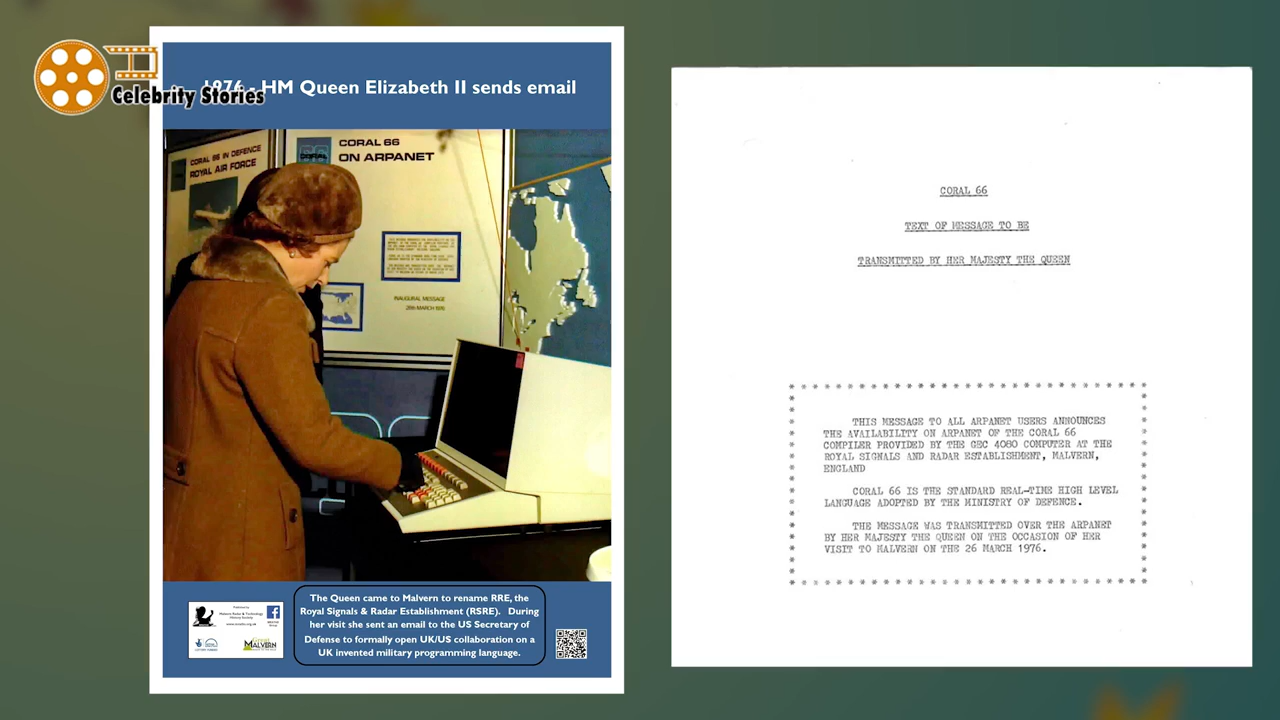 Celebrity Stories
1976 - HM Queen Elizabeth II sends email
CORAL 66 IN DEFENCE
ROYAL AIR FORCE
CORAL 66
ON ARPANET
INAUGURAL MESSAGE
26th MARCH 1976
The Queen came to Malvern to rename RRE, the
Royal Signals & Radar Establishment (RSRE). During
her visit she sent an email to the US Secretary of
Defense to formally open UK/US collaboration on a
UK invented military programming language.
Malvern Radar & Technology
History Society
Great
MALVERN
CORAL 66
TEXT OF MESSAGE TO BE
TRANSMITTED BY HER MAJESTY THE QUEEN
THIS MESSAGE TO ALL ARPANET USERS ANNOUNCES
THE AVAILABILITY ON ARPANET OF THE CORAL 66
COMPILER PROVIDED BY THE GEC 4080 COMPUTER AT THE
ROYAL SIGNALS AND RADAR ESTABLISHMENT, MALVERN,
ENGLAND
CORAL 66 IS THE STANDARD REAL-TIME HIGH LEVEL
LANGUAGE ADOPTED BY THE MINISTRY OF DEFENCE.
THE MESSAGE WAS TRANSMITTED OVER THE ARPANET
BY HER MAJESTY THE QUEEN ON THE OCCASION OF HER
VISIT TO MALVERN ON THE 26 MARCH 1976.